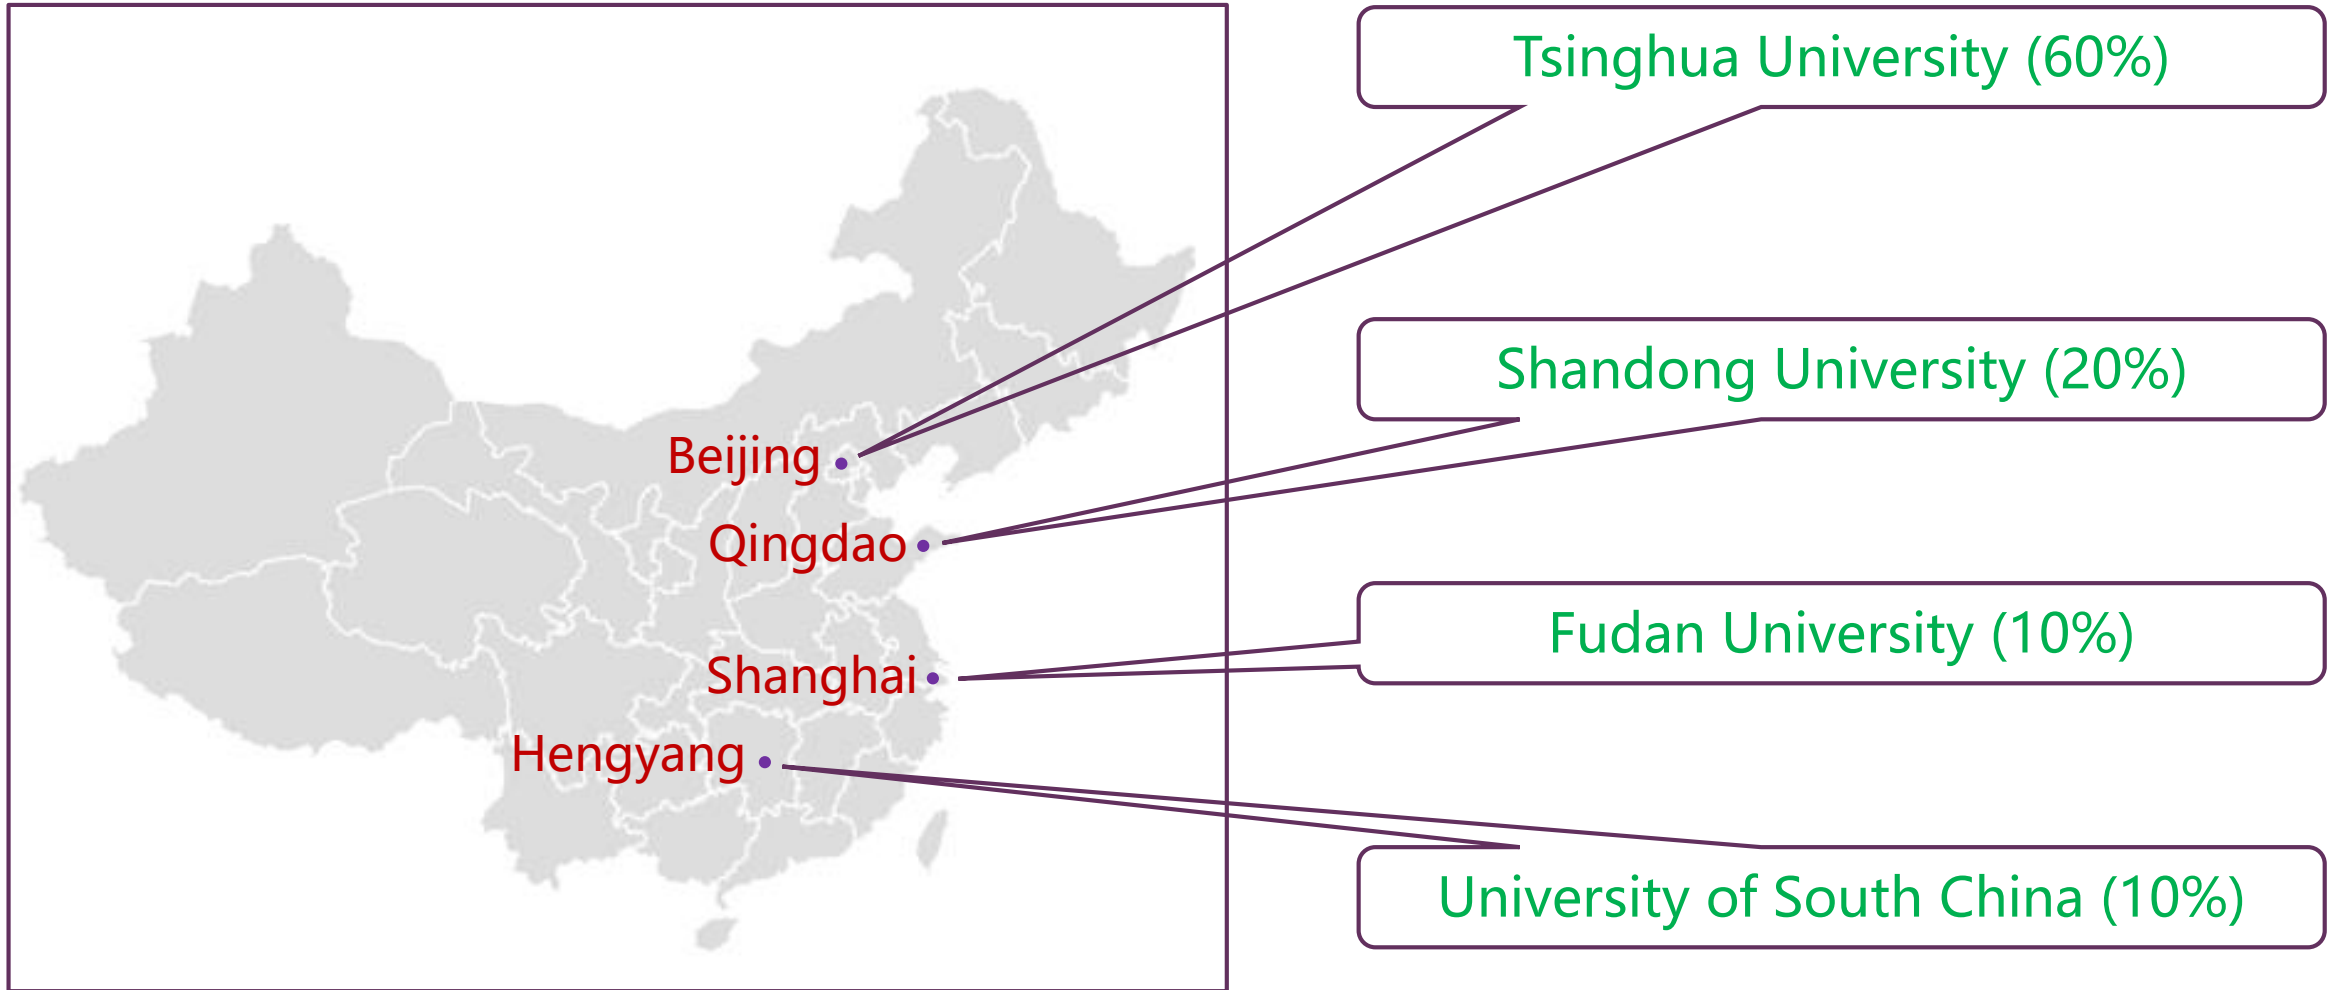 Tsinghua University (60%)
Shandong University (20%)
Beijing
Qingdao
Fudan University (10%)
Shanghai
Hengyang
University of South China (10%)